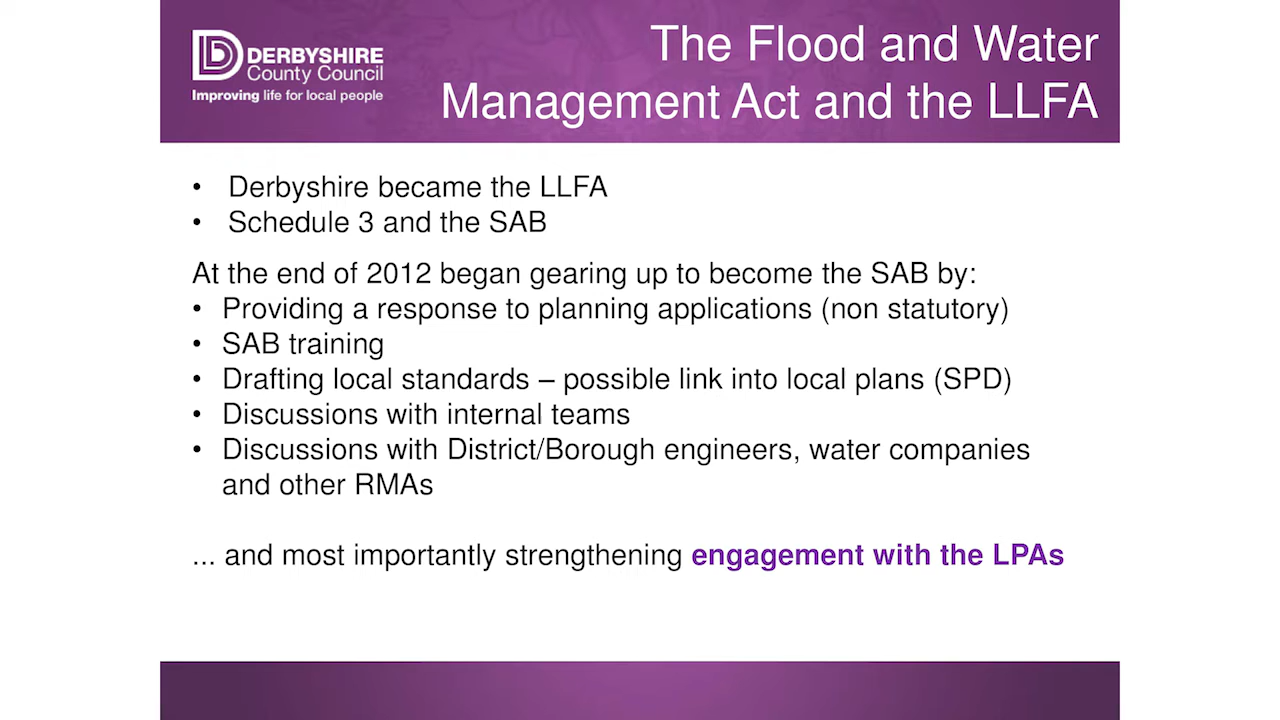 DERBYSHIRE
County Council
Improving life for local people
The Flood and Water
Management Act and the LLFA
• Derbyshire became the LLFA
• Schedule 3 and the SAB
At the end of 2012 began gearing up to become the SAB by:
• Providing a response to planning applications (non statutory)
• SAB training
• Drafting local standards – possible link into local plans (SPD)
• Discussions with internal teams
• Discussions with District/Borough engineers, water companies
and other RMAs
... and most importantly strengthening engagement with the LPAs